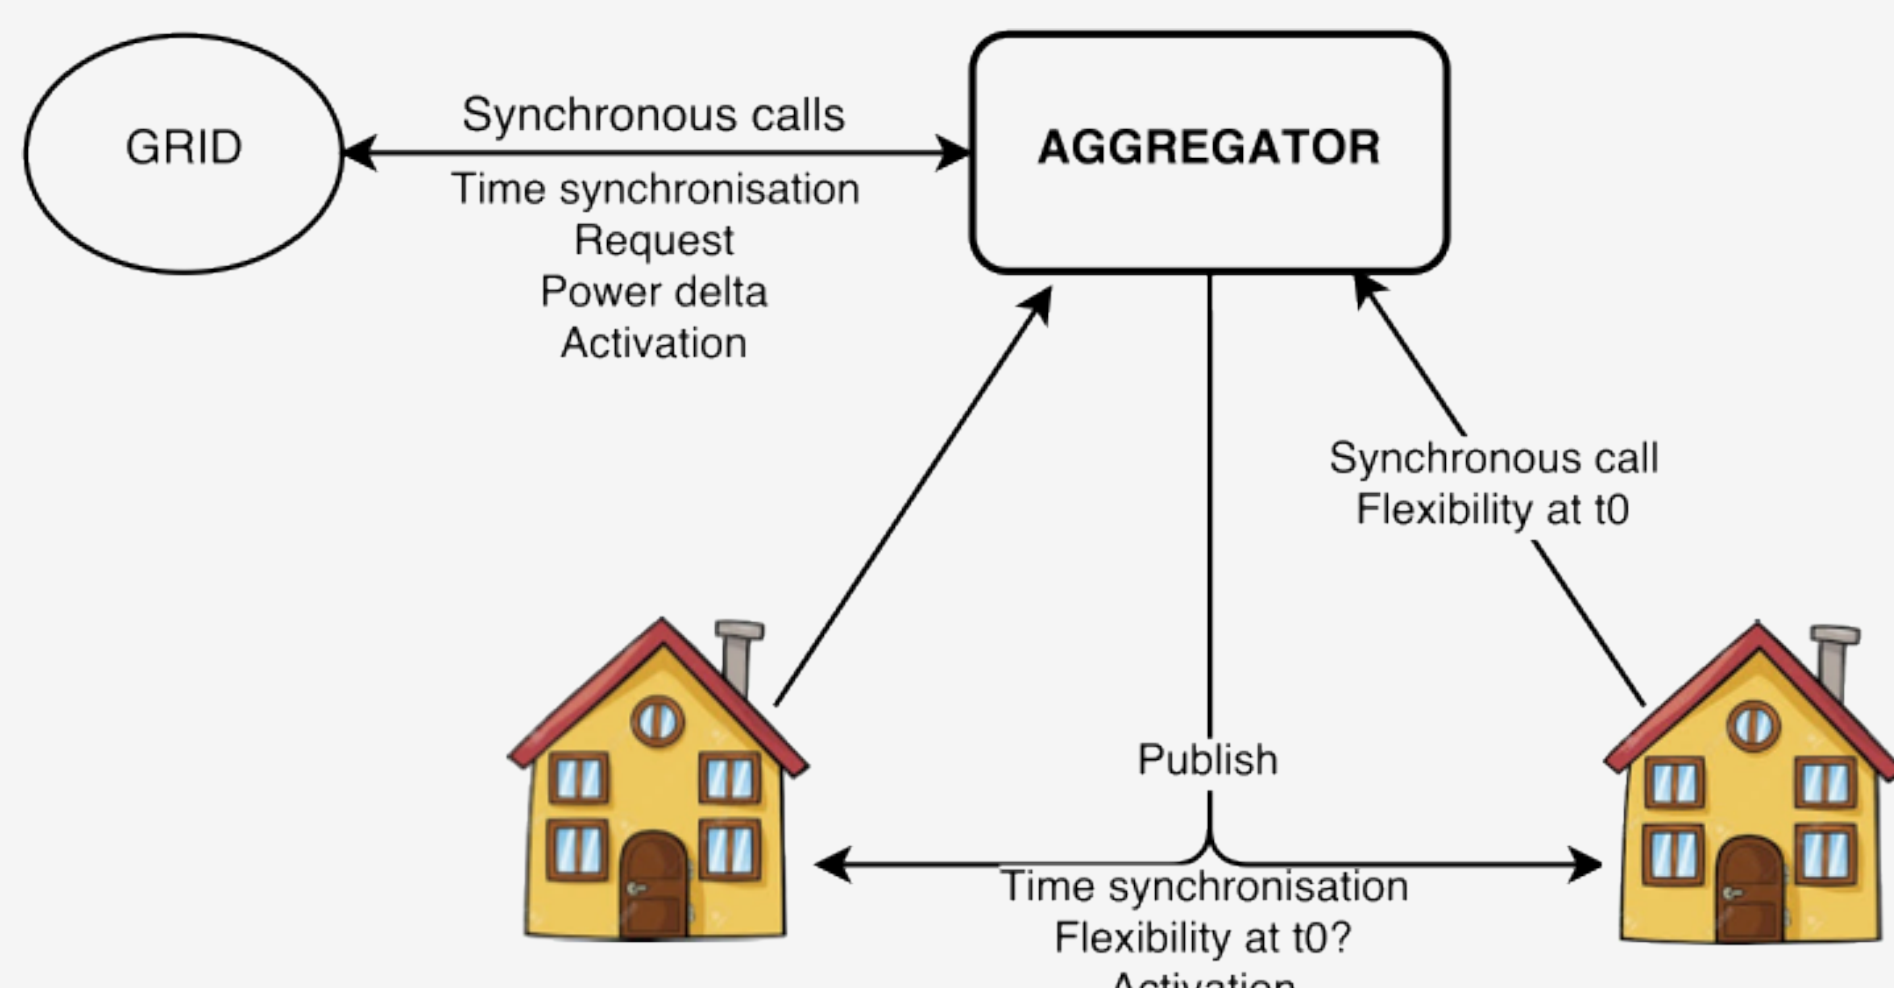 GRID
Synchronous calls
Time synchronisation
Request
Power delta
Activation
AGGREGATOR
Synchronous call
Flexibility at t0
Publish
Time synchronisation
Flexibility at t0?
Activation